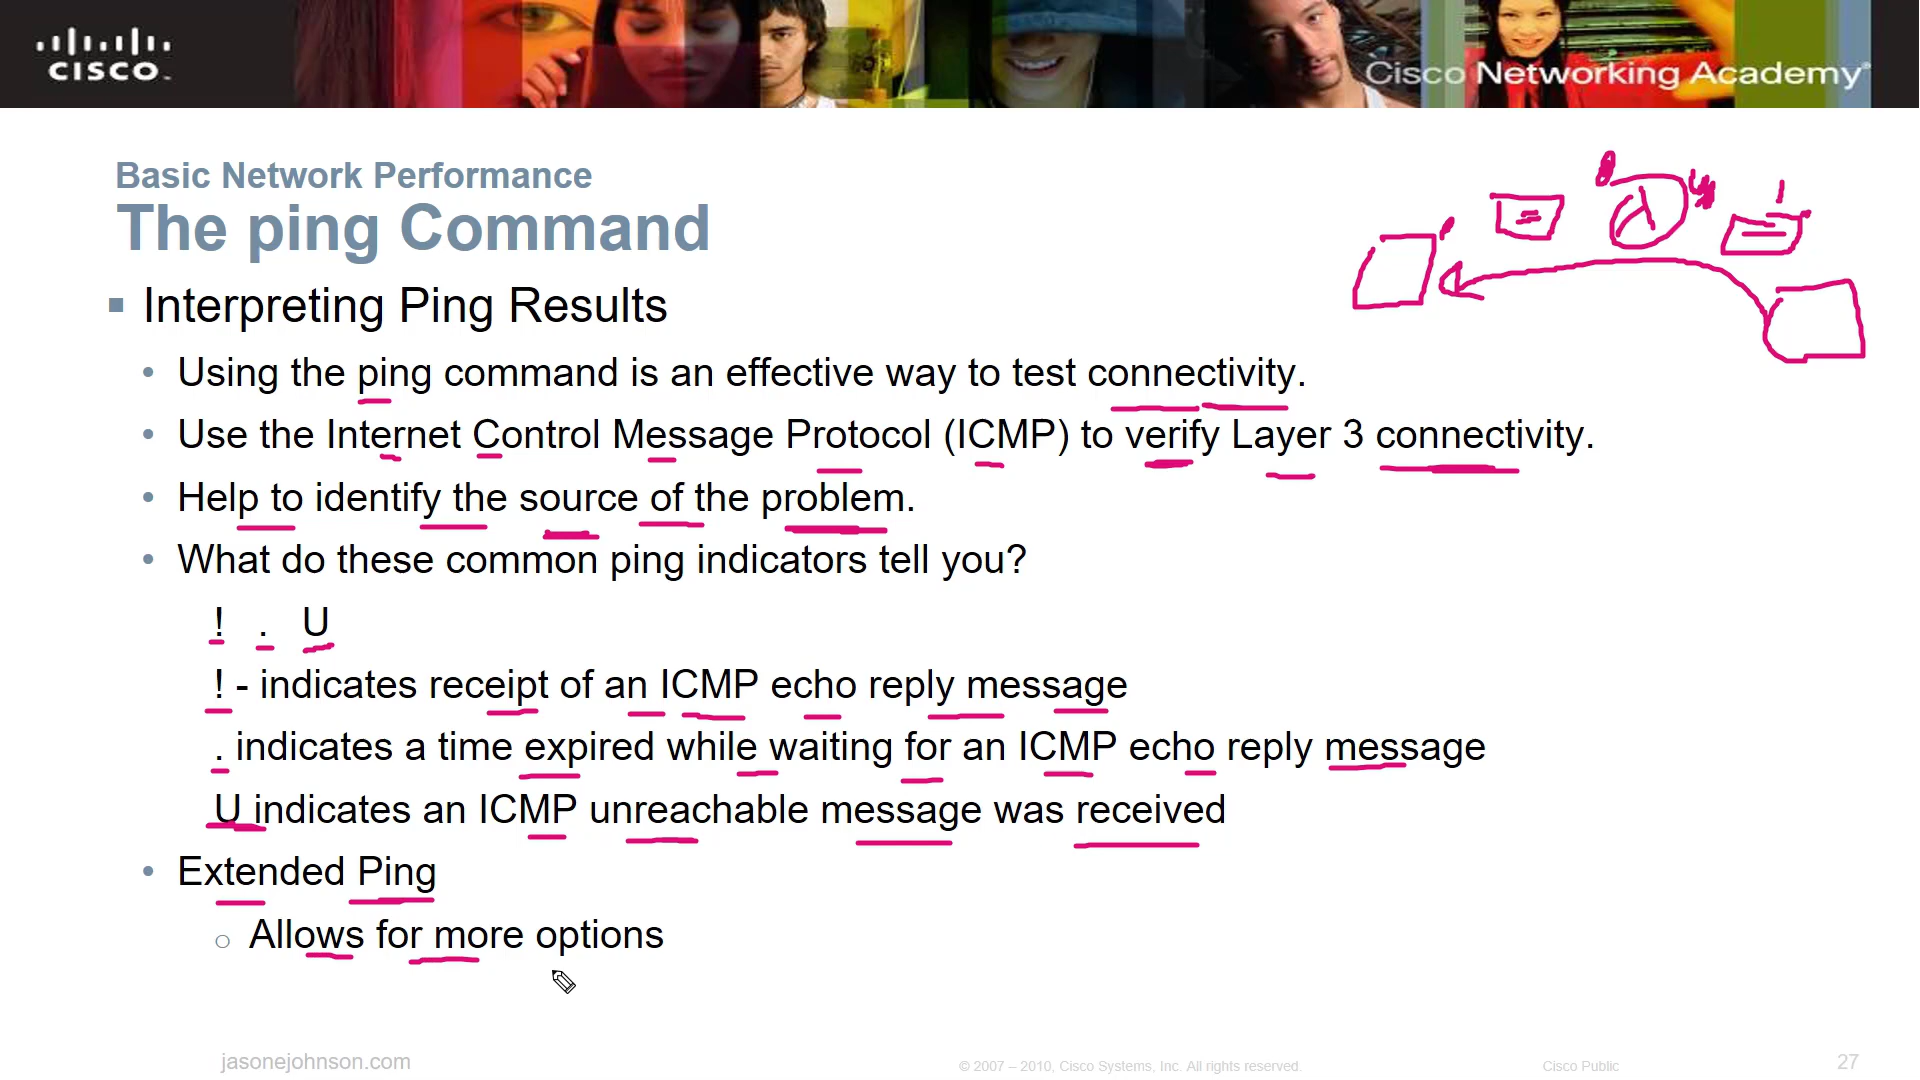 CISCO
Cisco Networking Academy®
Basic Network Performance
The ping Command
Interpreting Ping Results
Using the ping command is an effective way to test connectivity.
Use the Internet Control Message Protocol (ICMP) to verify Layer 3 connectivity.
Help to identify the source of the problem.
What do these common ping indicators tell you?
! . U
! - indicates receipt of an ICMP echo reply message
. indicates a time expired while waiting for an ICMP echo reply message
U indicates an ICMP unreachable message was received
Extended Ping
Allows for more options
jasonejohnson.com
© 2007 – 2010, Cisco Systems, Inc. All rights reserved.
Cisco Public
27